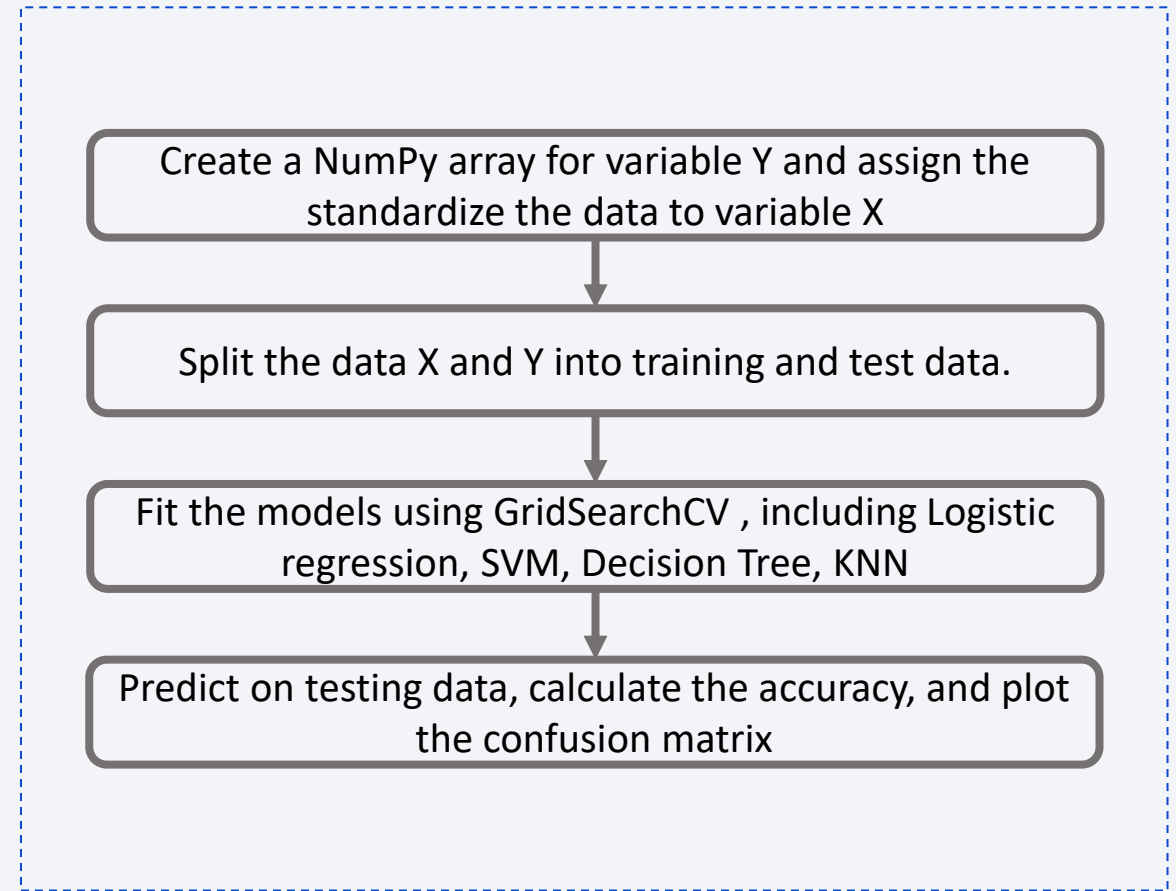 Create a NumPy array for variable Y and assign the
standardize the data to variable X
Split the data X and Y into training and test data.
Fit the models using GridSearchCV , including Logistic
regression, SVM, Decision Tree, KNN
Predict on testing data, calculate the accuracy, and plot
the confusion matrix